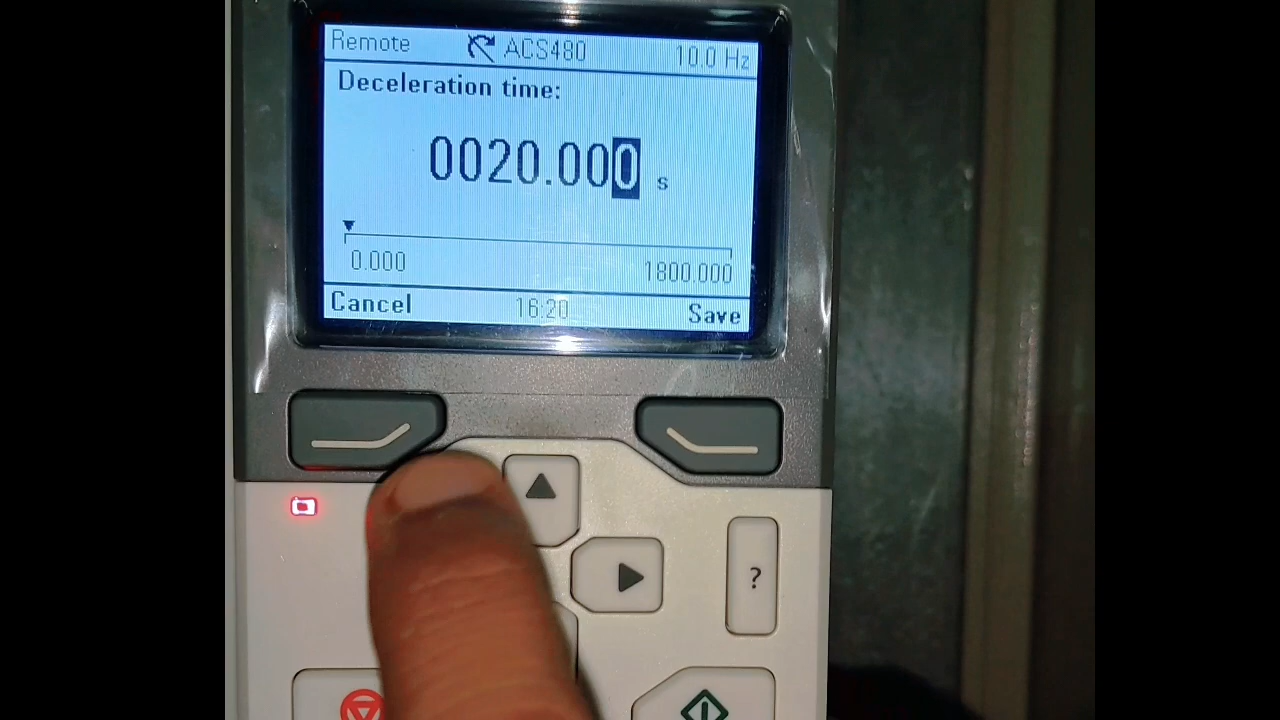 Remote ACS480 10.0 Hz
Deceleration time:
0020.000 s
0.000 1800.000
Cancel 16:20 Save
?